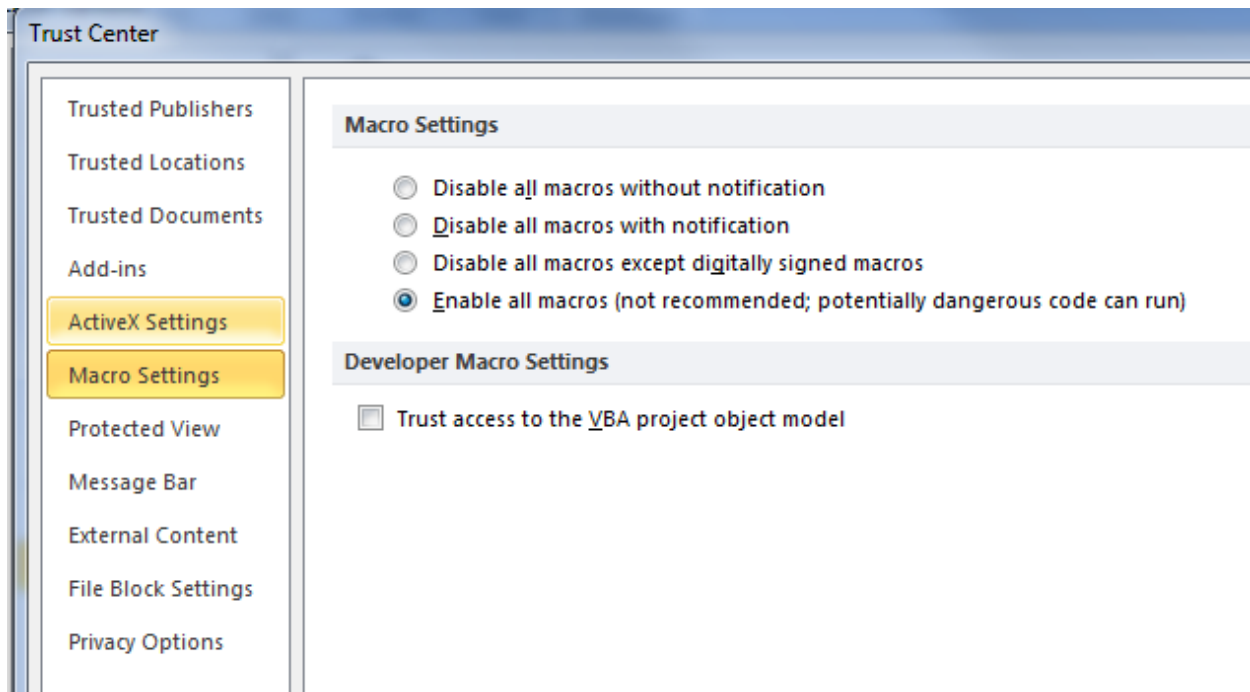 Trust Center
Trusted Publishers
Trusted Locations
Trusted Documents
Add-ins
ActiveX Settings
Macro Settings
Protected View
Message Bar
External Content
File Block Settings
Privacy Options
Macro Settings
Disable all macros without notification
Disable all macros with notification
Disable all macros except digitally signed macros
Enable all macros (not recommended; potentially dangerous code can run)
Developer Macro Settings
Trust access to the VBA project object model